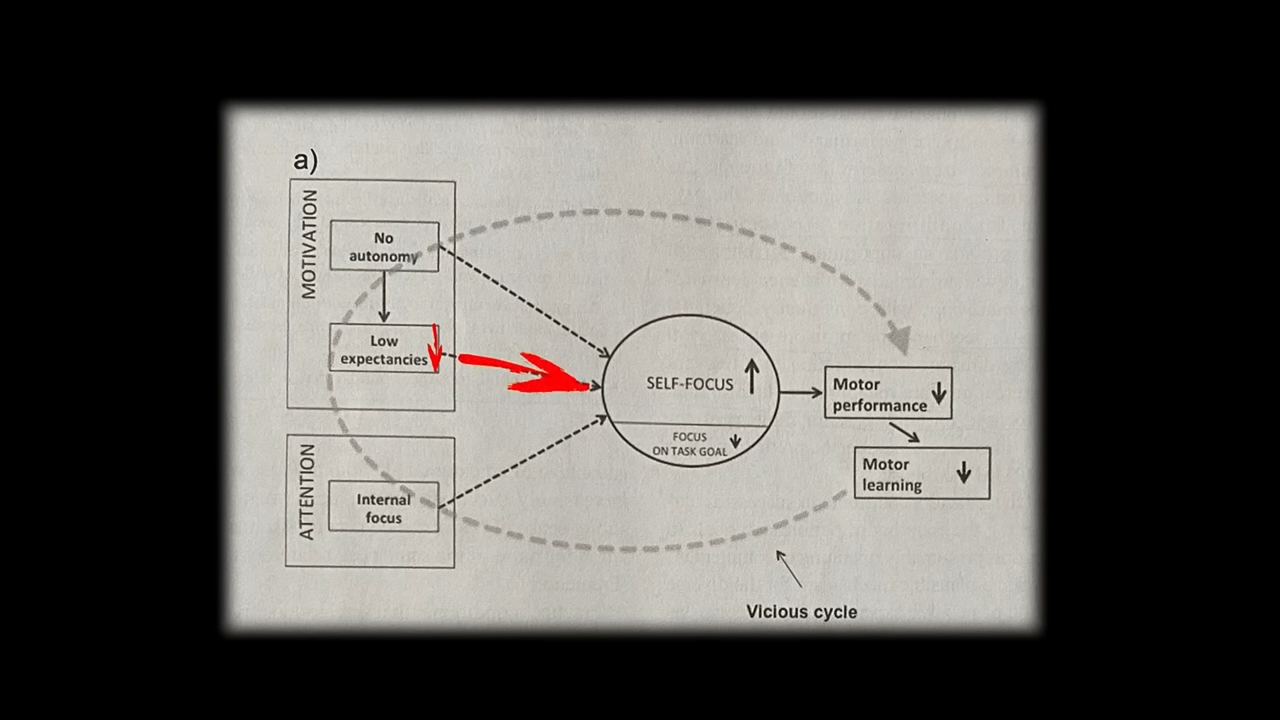 a)
MOTIVATION
No
autonomy
Low
expectancies
ATTENTION
Internal
focus
SELF-FOCUS
FOCUS
ON TASK GOAL
Motor
performance
Motor
learning
Vicious cycle